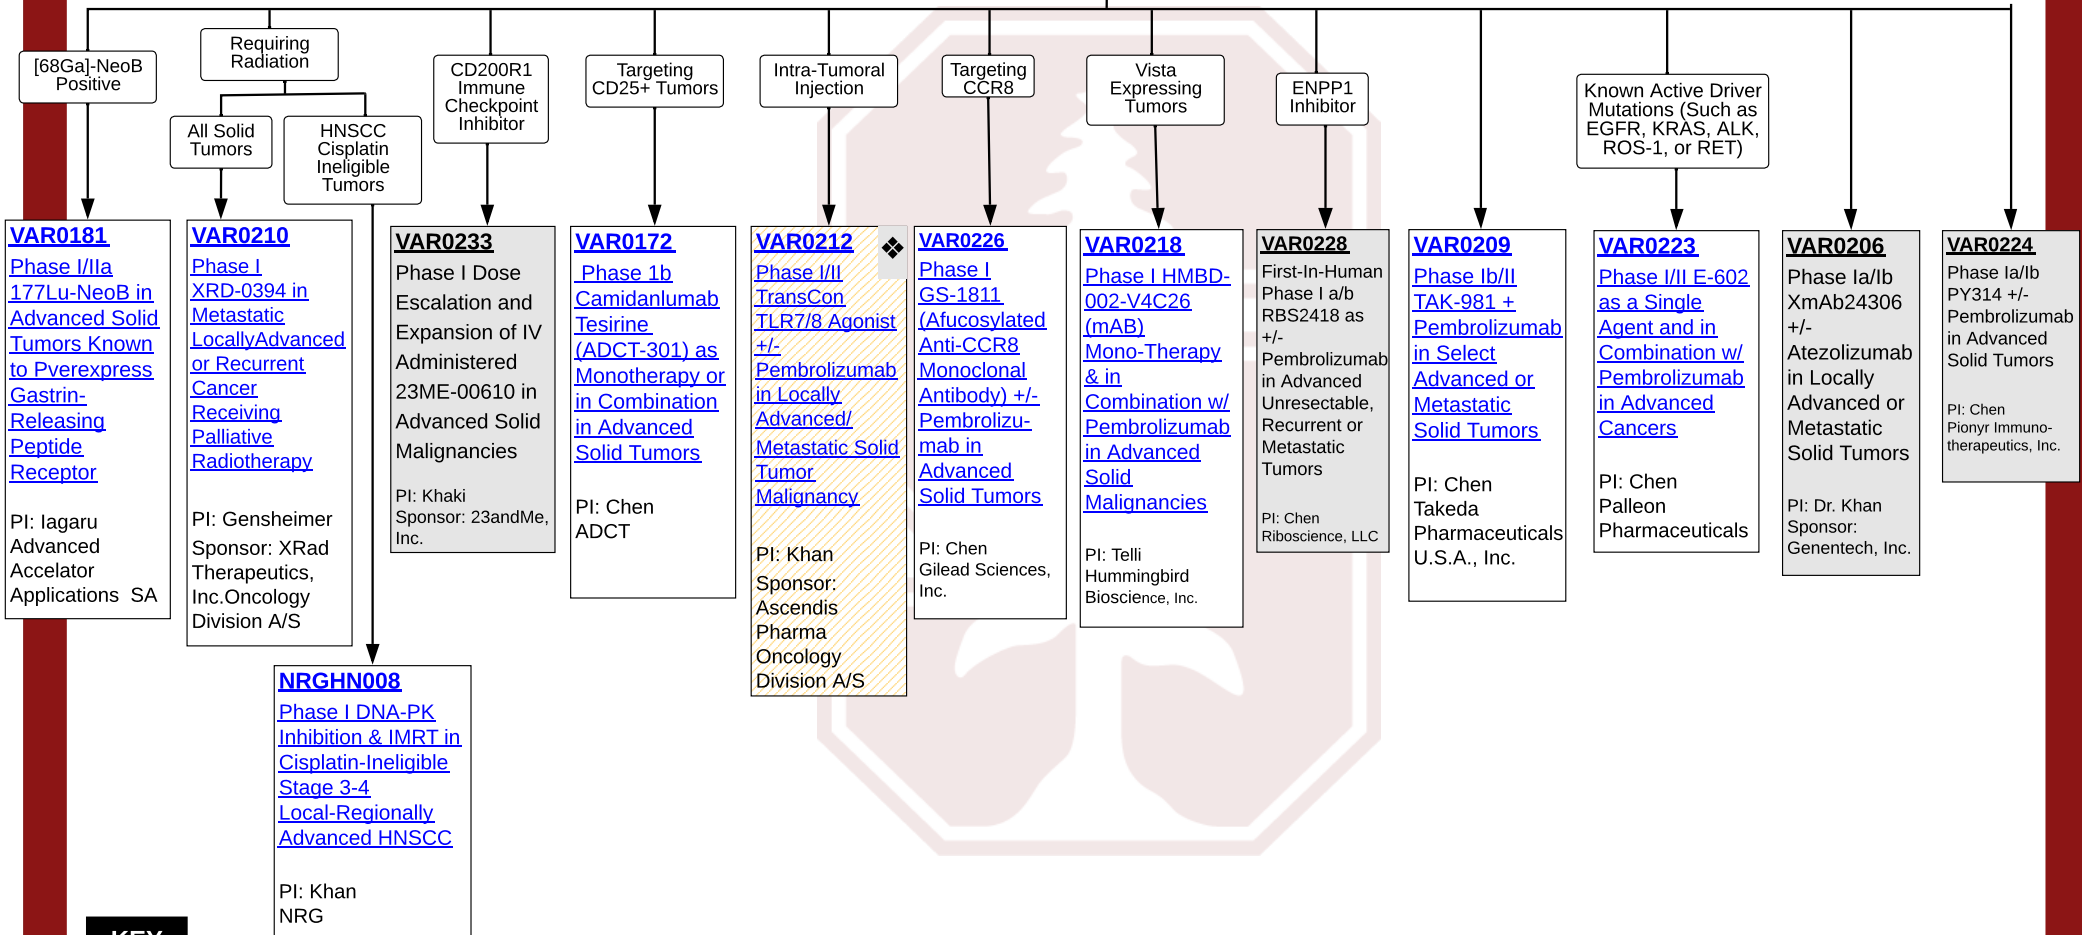 [68Ga]-NeoB
Positive
Requiring
Radiation
All Solid
Tumors
HNSCC
Cisplatin
Ineligible
Tumors
CD200R1
Immune
Checkpoint
Inhibitor
Targeting
CD25+ Tumors
Intra-Tumoral
Injection
Targeting
CCR8
Vista
Expressing
Tumors
ENPP1
Inhibitor
Known Active Driver
Mutations (Such as
EGFR, KRAS, ALK,
ROS-1, or RET)
VAR0181
Phase I/IIa
177Lu-NeoB in
Advanced Solid
Tumors Known
to Pverexpress
Gastrin-
Releasing
Peptide
Receptor
PI: Iagaru
Advanced
Accelator
Applications SA
VAR0210
Phase I
XRD-0394 in
Metastatic
LocallyAdvanced
or Recurrent
Cancer
Receiving
Palliative
Radiotherapy
PI: Gensheimer
Sponsor: XRad
Therapeutics,
Inc.Oncology
Division A/S
NRGHN008
Phase I DNA-PK
Inhibition & IMRT in
Cisplatin-Ineligible
Stage 3-4
Local-Regionally
Advanced HNSCC
PI: Khan
NRG
VAR0233
Phase I Dose
Escalation and
Expansion of IV
Administered
23ME-00610 in
Advanced Solid
Malignancies
PI: Khaki
Sponsor: 23andMe,
Inc.
VAR0172
Phase 1b
Camidanlumab
Tesirine
(ADCT-301) as
Monotherapy or
in Combination
in Advanced
Solid Tumors
PI: Chen
ADCT
VAR0212 ❖
Phase I/II
TransCon
TLR7/8 Agonist
+/-
Pembrolizumab
in Locally
Advanced/
Metastatic Solid
Tumor
Malignancy
PI: Khan
Sponsor:
Ascendis
Pharma
Oncology
Division A/S
VAR0226
Phase I
GS-1811
(Afucosylated
Anti-CCR8
Monoclonal
Antibody) +/-
Pembrolizu-
mab in
Advanced
Solid Tumors
PI: Chen
Gilead Sciences,
Inc.
VAR0218
Phase I HMBD-
002-V4C26
(mAB)
Mono-Therapy
& in
Combination w/
Pembrolizumab
in Advanced
Solid
Malignancies
PI: Telli
Hummingbird
Bioscience, Inc.
VAR0228
First-In-Human
Phase I a/b
RBS2418 as
+/-
Pembrolizumab
in Advanced
Unresectable,
Recurrent or
Metastatic
Tumors
PI: Chen
Riboscience, LLC
VAR0209
Phase Ib/II
TAK-981 +
Pembrolizumab
in Select
Advanced or
Metastatic
Solid Tumors
PI: Chen
Takeda
Pharmaceuticals
U.S.A., Inc.
VAR0223
Phase I/II E-602
as a Single
Agent and in
Combination w/
Pembrolizumab
in Advanced
Cancers
PI: Chen
Palleon
Pharmaceuticals
VAR0206
Phase Ia/Ib
XmAb24306
+/-
Atezolizumab
in Locally
Advanced or
Metastatic
Solid Tumors
PI: Dr. Khan
Sponsor:
Genentech, Inc.
VAR0224
Phase Ia/Ib
PY314 +/-
Pembrolizumab
in Advanced
Solid Tumors
PI: Chen
Pionyr Immuno-
therapeutics, Inc.
KEY